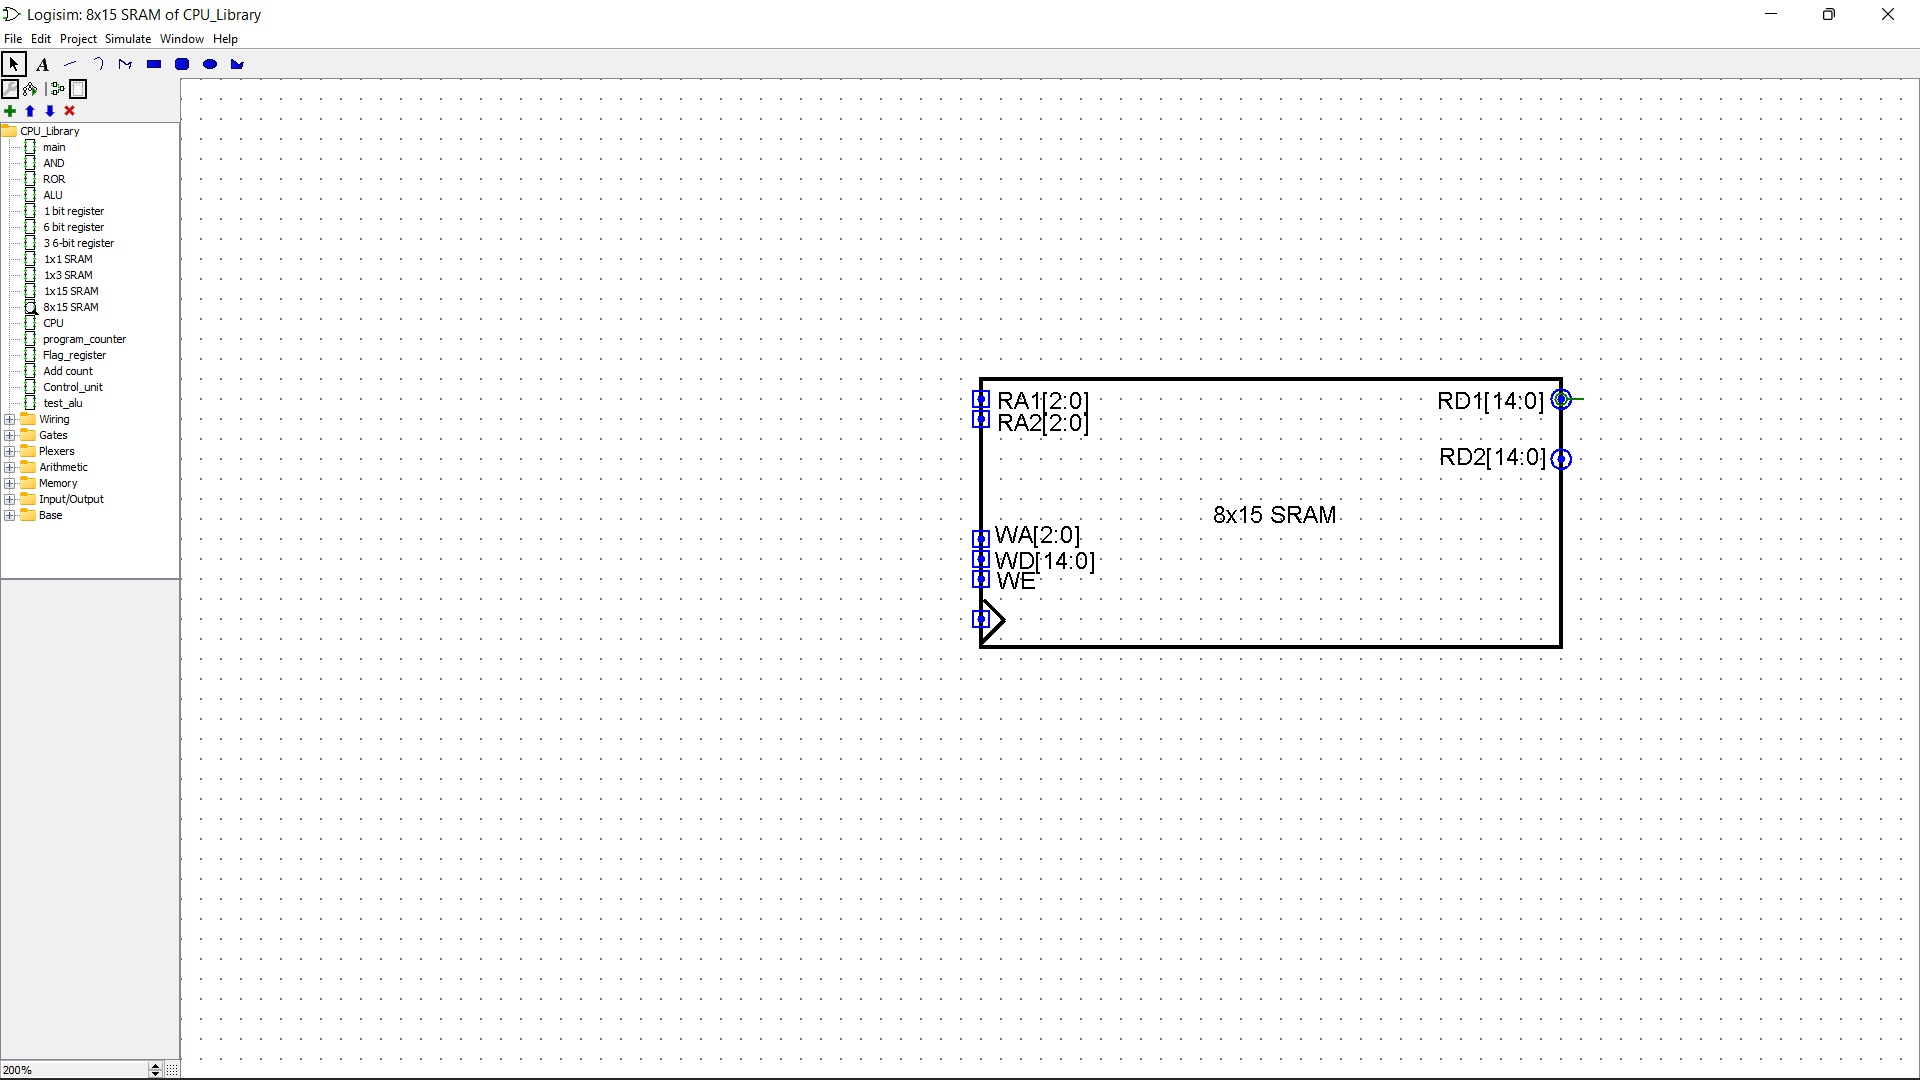 Logisim: 8x15 SRAM of CPU_Library
File Edit Project Simulate Window Help
A
CPU_Library
main
AND
ROR
ALU
1 bit register
6 bit register
3 6-bit register
1x1 SRAM
1x3 SRAM
1x15 SRAM
8x15 SRAM
CPU
program_counter
Flag_register
Add count
Control_unit
test_alu
Wiring
Gates
Plexers
Arithmetic
Memory
Input/Output
Base
RA1[2:0]
RD1[14:0]
RA2[2:0]
RD2[14:0]
8x15 SRAM
WA[2:0]
WD[14:0]
WE
200%